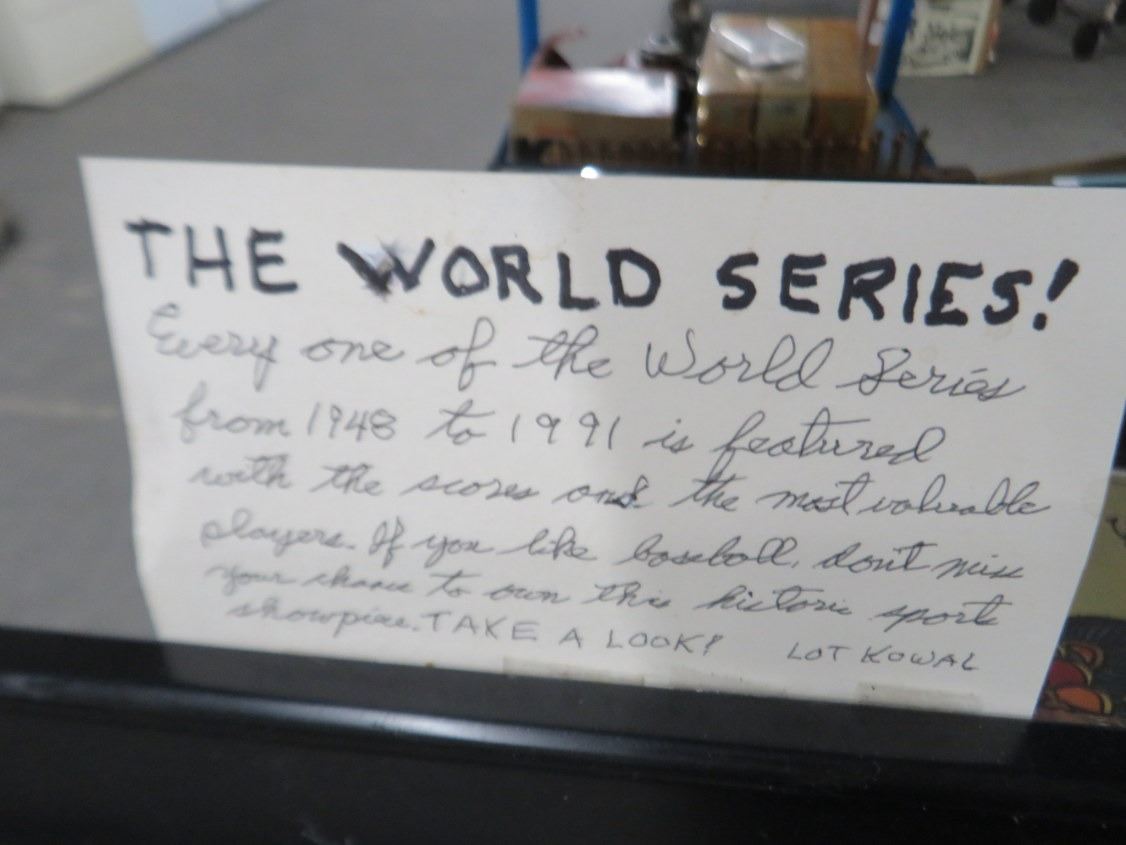 THE WORLD SERIES!
Every one of the World Series
from 1948 to 1991 is featured
with the scores and the most valuable
players. If you like baseball, don't miss
your chance to own this historic sport
showpiece. TAKE A LOOK! LOT KOWAL